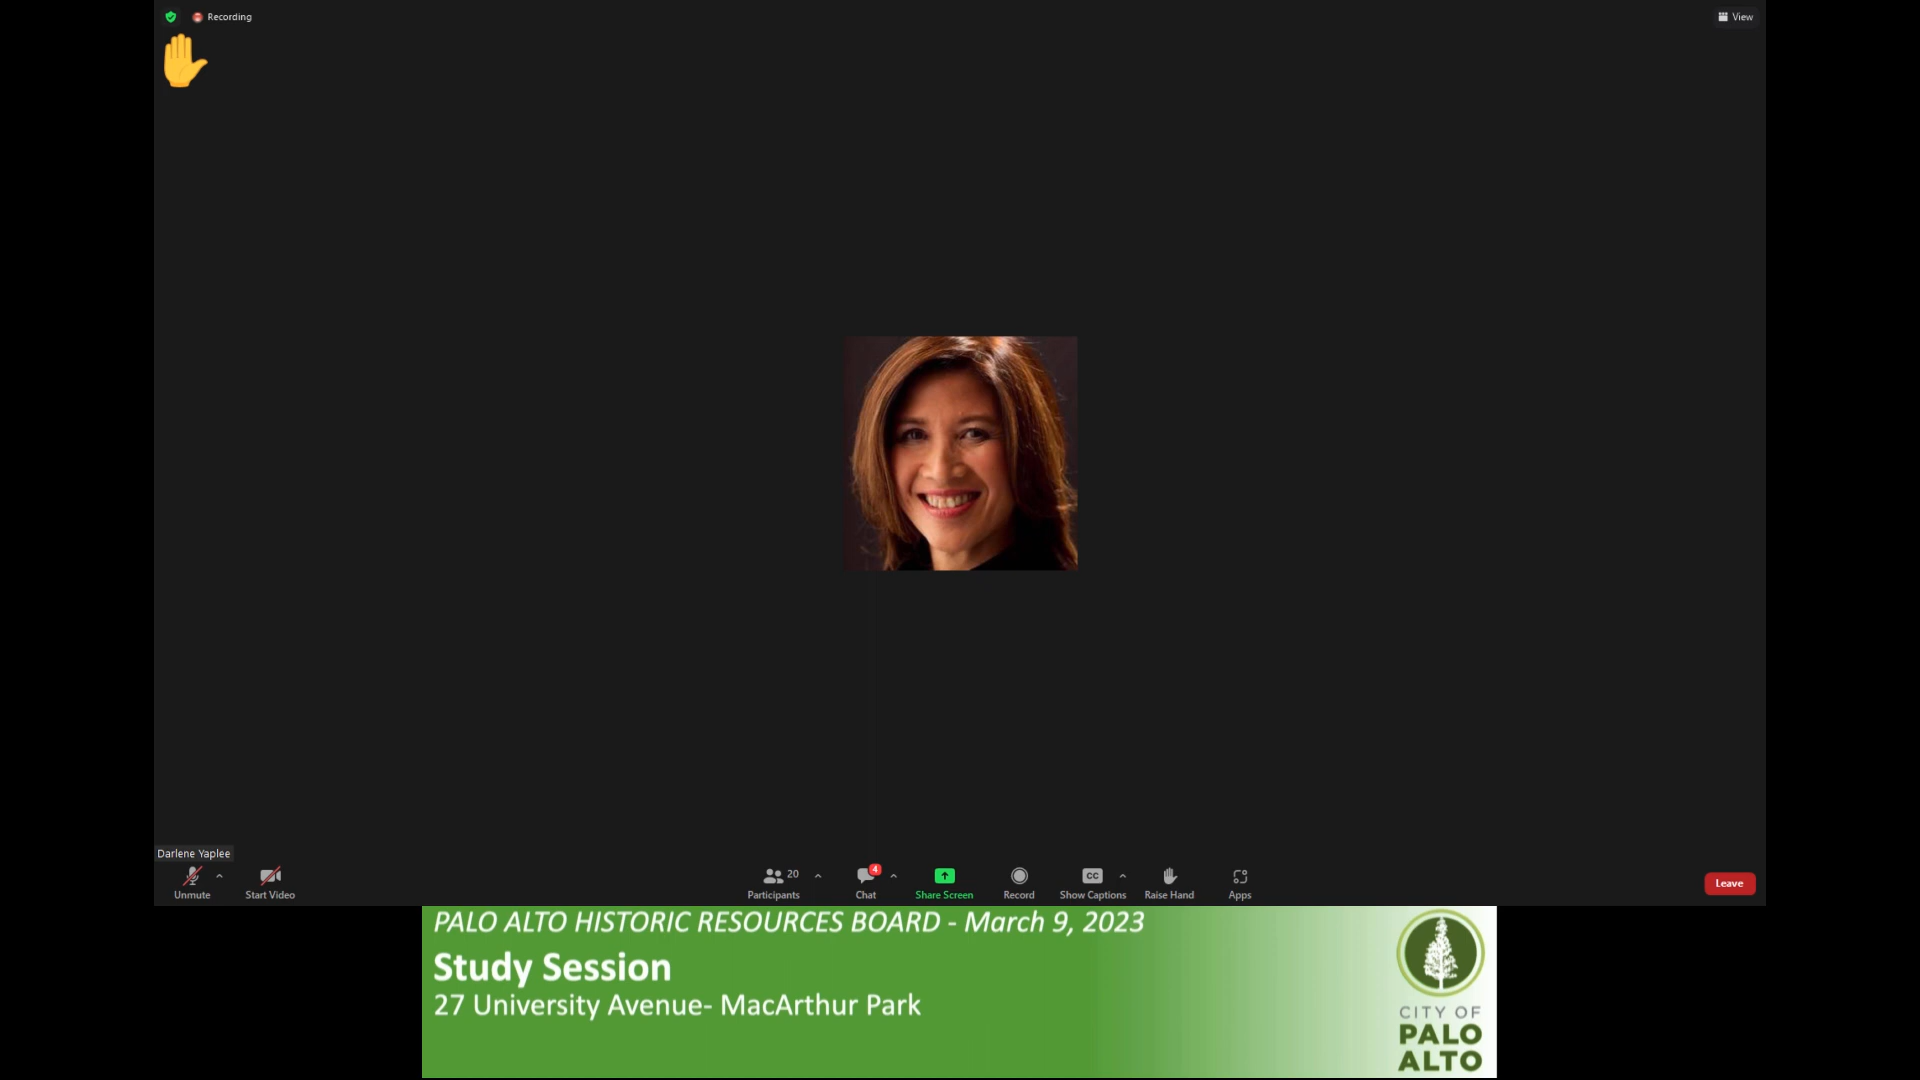 Recording
View
Darlene Yaplee
Unmute
Start Video
20
Participants
4
Chat
Share Screen
Record
CC
Show Captions
Raise Hand
Apps
Leave
PALO ALTO HISTORIC RESOURCES BOARD - March 9, 2023
Study Session
27 University Avenue- MacArthur Park
CITY OF
PALO
ALTO